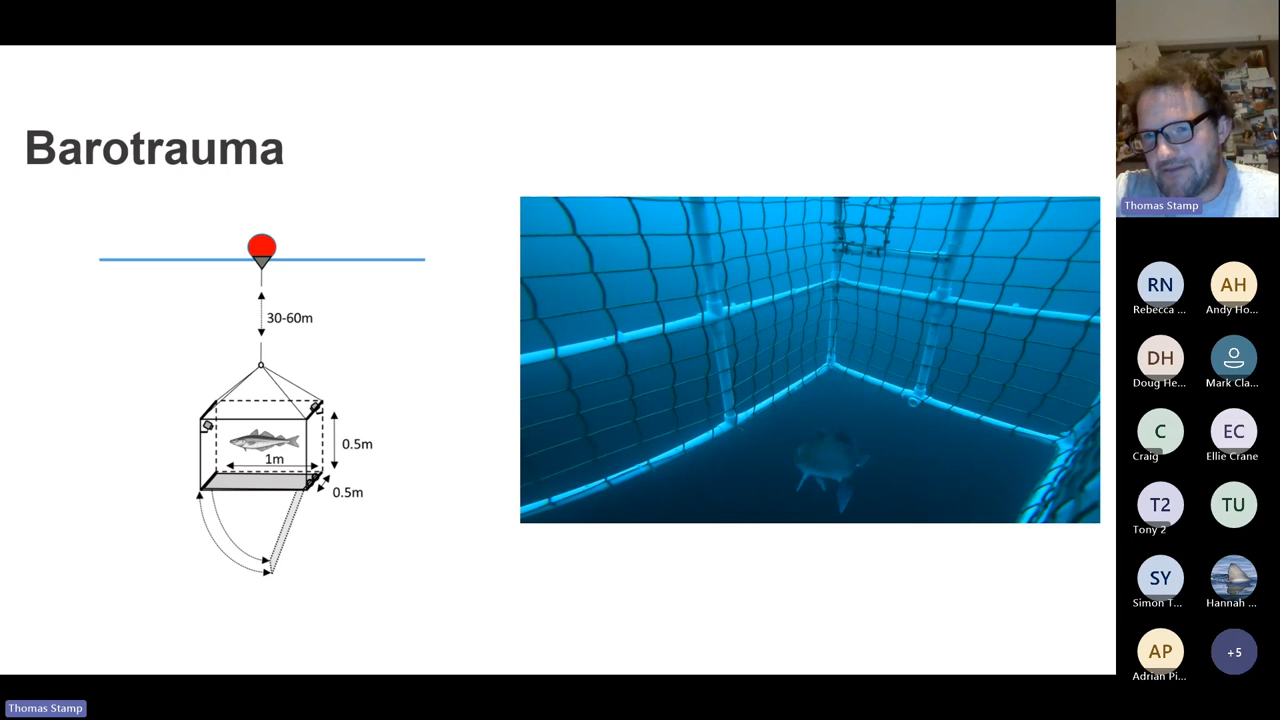 Barotrauma
30-60m
0.5m
1m
0.5m
Thomas Stamp
RN
Rebecca ...
AH
Andy Ho...
DH
Doug He...
Mark Cla...
C
Craig
EC
Ellie Crane
T2
Tony 2
TU
SY
Simon T...
Hannah ...
AP
Adrian Pi...
+5
Thomas Stamp